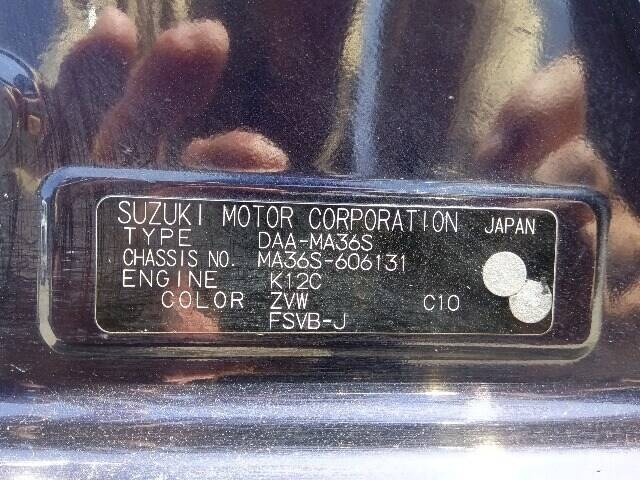 SUZUKI MOTOR CORPORATION JAPAN
TYPE DAA-MA36S
CHASSIS NO. MA36S-606131
ENGINE K12C
COLOR ZVW C10
FSVB-J